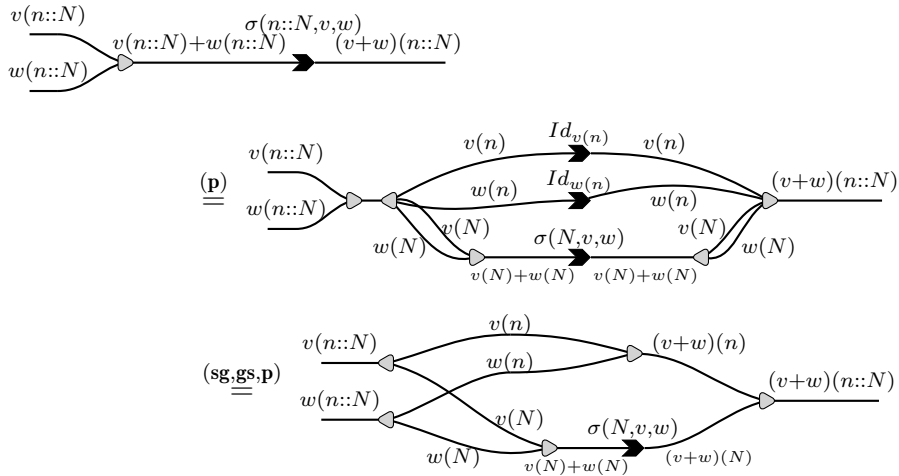 σ(n::N,v,w)
v(n::N) v(n::N)+w(n::N) (v+w)(n::N)
w(n::N)
v(n) Id_{v(n)} v(n)
v(n::N)
(p) w(n) Id_{w(n)} w(n) (v+w)(n::N)
=
w(n::N) v(N) σ(N,v,w) v(N)
w(N) w(N)
v(N)+w(N) v(N)+w(N)
v(n)
v(n::N) (v+w)(n)
w(n)
(sg,gs,p) (v+w)(n::N)
=
w(n::N)
v(N) σ(N,v,w)
w(N) v(N)+w(N) (v+w)(N)